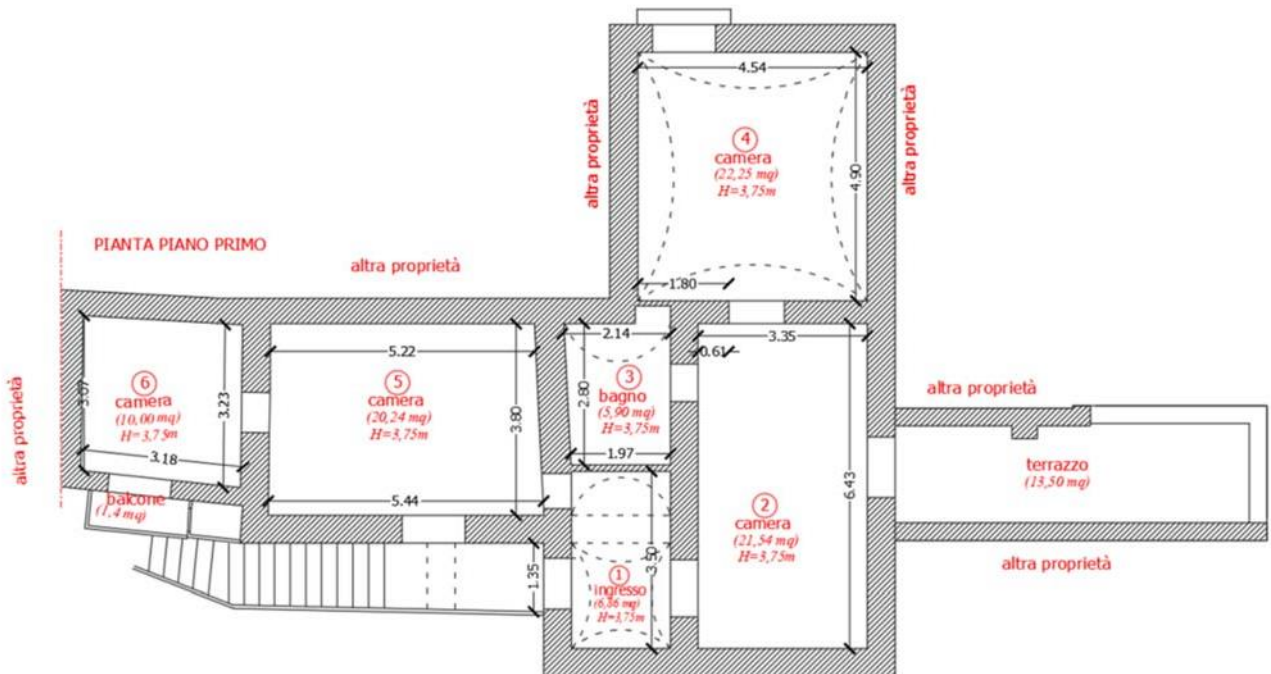 4.54
altra proprietà
altra proprietà
4
camera
(22,25 mq)
H=3,75m
4.90
PIANTA PIANO PRIMO
altra proprietà
1.80
2.14
3.35
0.61
5.22
3.07
6
camera
(10,00 mq)
H=3,75m
3.23
3.18
5
camera
(20,24 mq)
H=3,75m
3.80
5.44
2.80
3
bagno
(5,90 mq)
H=3,75m
1.97
altra proprietà
altra proprietà
terrazzo
(13,50 mq)
altra proprietà
balcone
(1,4 mq)
2
camera
(21,54 mq)
H=3,75m
6.43
1.35
3.50
1
ingresso
(6,86 mq)
H=3,75m